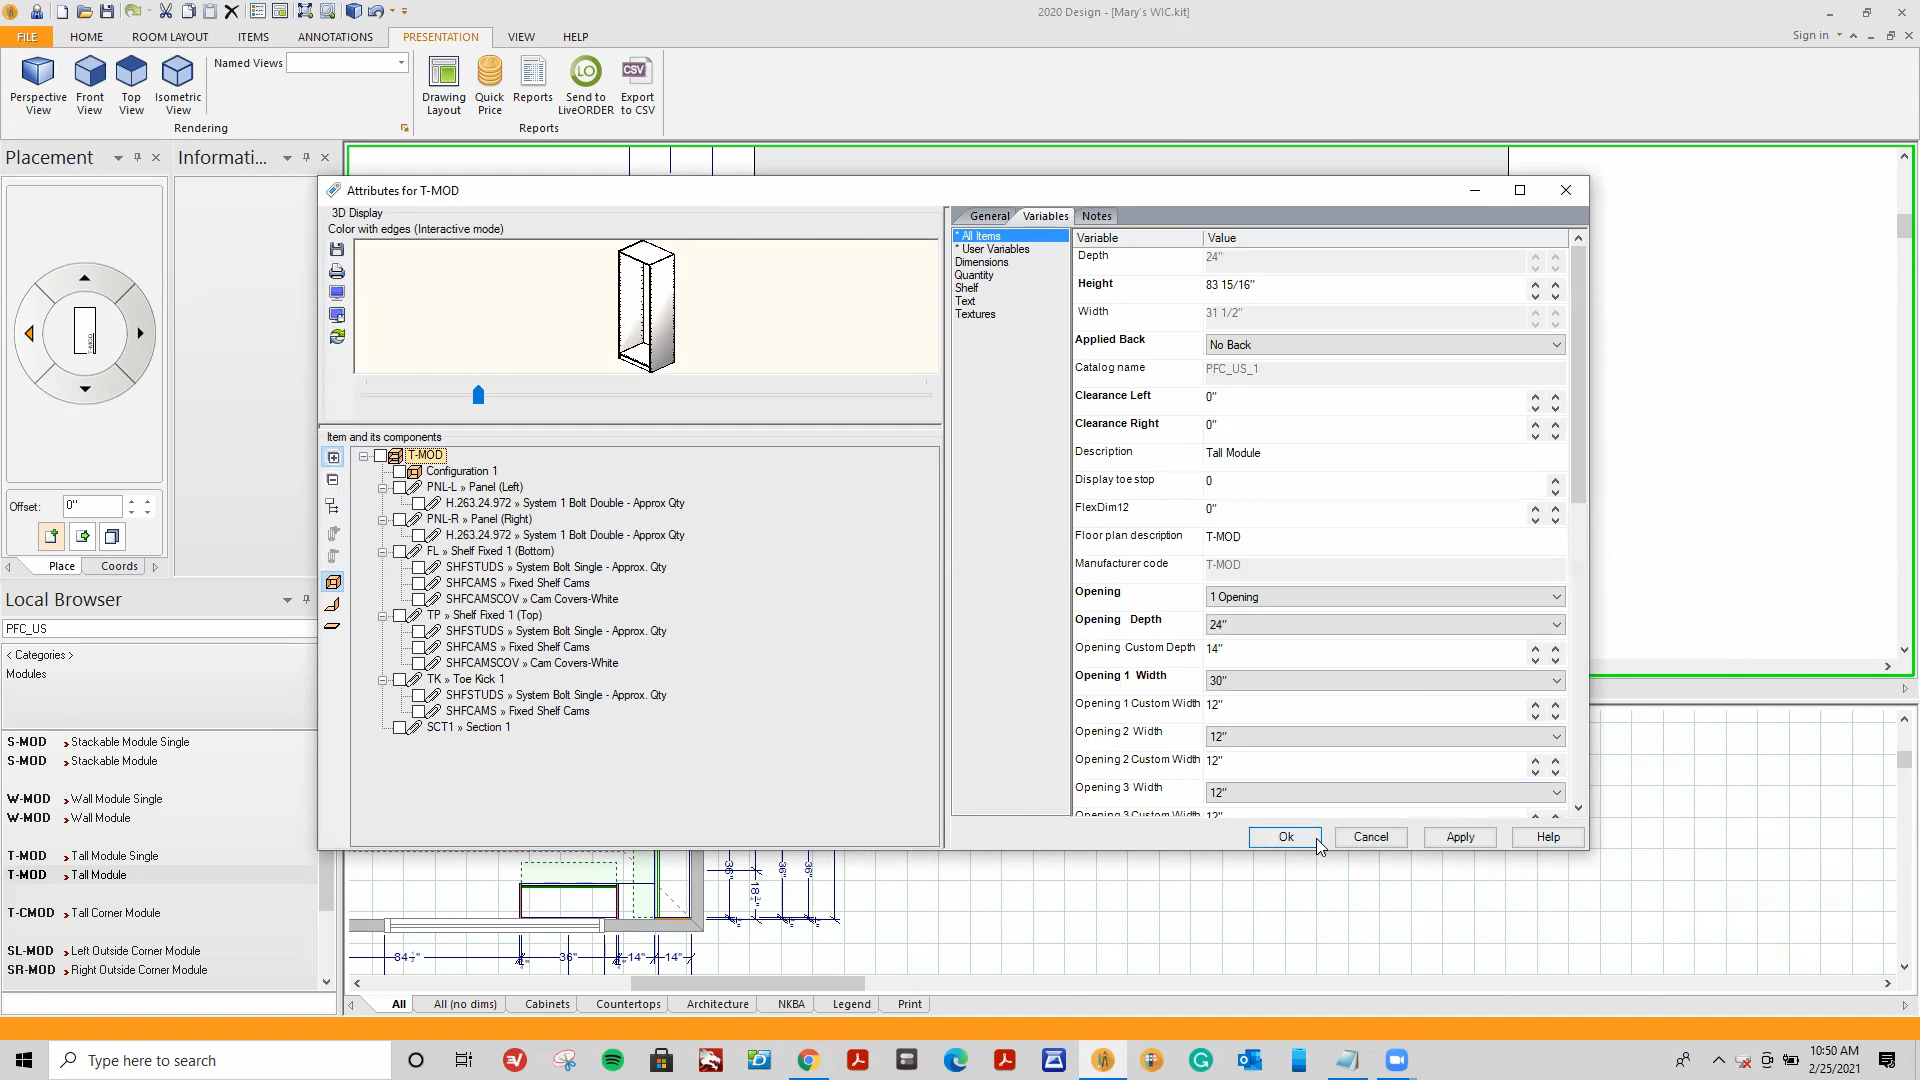 2020 Design - [Mary's WIC.kit]
FILE HOME ROOM LAYOUT ITEMS ANNOTATIONS PRESENTATION VIEW HELP
Sign in
Perspective View
Front View
Top View
Isometric View
Named Views
Rendering
Drawing Layout
Quick Price
Reports
LO
Send to LiveORDER
CSV
Export to CSV
Reports
Placement
Informati...
T-MOD
Offset: 0"
Place Coords
Local Browser
PFC_US
< Categories >
Modules
S-MOD Stackable Module Single
S-MOD Stackable Module
W-MOD Wall Module Single
W-MOD Wall Module
T-MOD Tall Module Single
T-MOD Tall Module
T-CMOD Tall Corner Module
SL-MOD Left Outside Corner Module
SR-MOD Right Outside Corner Module
Attributes for T-MOD
3D Display
Color with edges (Interactive mode)
Item and its components
T-MOD
Configuration 1
PNL-L » Panel (Left)
H.263.24.972 » System 1 Bolt Double - Approx Qty
PNL-R » Panel (Right)
H.263.24.972 » System 1 Bolt Double - Approx Qty
FL » Shelf Fixed 1 (Bottom)
SHFSTUDS » System Bolt Single - Approx. Qty
SHFCAMS » Fixed Shelf Cams
SHFCAMSCOV » Cam Covers-White
TP » Shelf Fixed 1 (Top)
SHFSTUDS » System Bolt Single - Approx. Qty
SHFCAMS » Fixed Shelf Cams
SHFCAMSCOV » Cam Covers-White
TK » Toe Kick 1
SHFSTUDS » System Bolt Single - Approx. Qty
SHFCAMS » Fixed Shelf Cams
SCT1 » Section 1
General Variables Notes
* All Items
* User Variables
Dimensions
Quantity
Shelf
Text
Textures
Variable Value
Depth 24"
Height 83 15/16"
Width 31 1/2"
Applied Back No Back
Catalog name PFC_US_1
Clearance Left 0"
Clearance Right 0"
Description Tall Module
Display toe stop 0
FlexDim12 0"
Floor plan description T-MOD
Manufacturer code T-MOD
Opening 1 Opening
Opening Depth 24"
Opening Custom Depth 14"
Opening 1 Width 30"
Opening 1 Custom Width 12"
Opening 2 Width 12"
Opening 2 Custom Width 12"
Opening 3 Width 12"
Opening 3 Custom Width 12"
Ok Cancel Apply Help
36" 36" 36"
36" 14" 14"
All All (no dims) Cabinets Countertops Architecture NKBA Legend Print
Type here to search
10:50 AM
2/25/2021